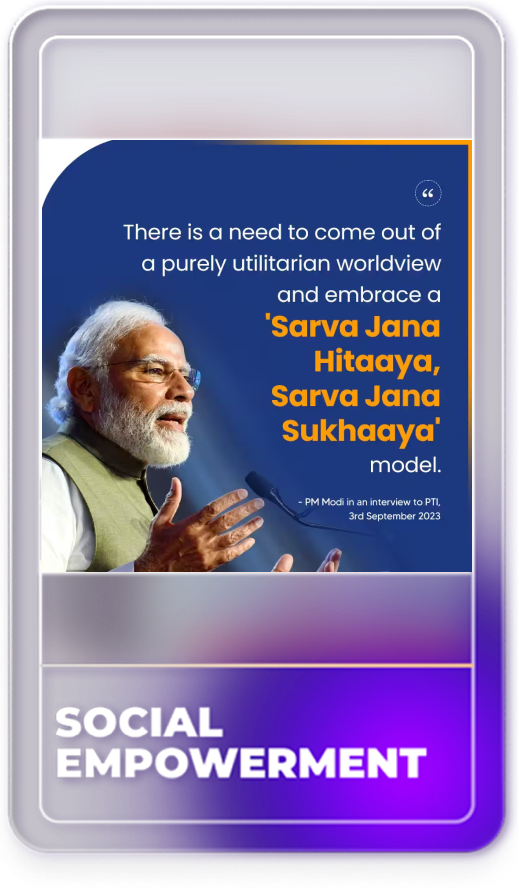 “
There is a need to come out of
a purely utilitarian worldview
and embrace a
'Sarva Jana
Hitaaya,
Sarva Jana
Sukhaaya'
model.
- PM Modi in an interview to PTI,
3rd September 2023
SOCIAL
EMPOWERMENT